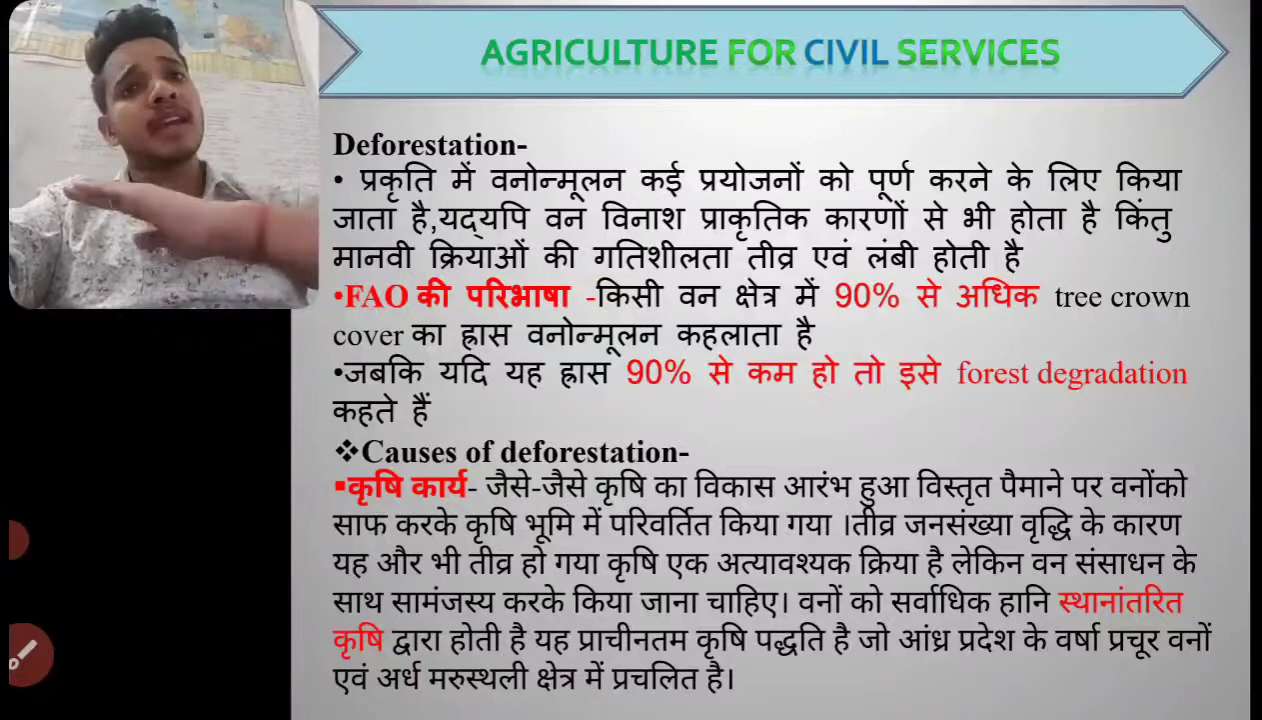 AGRICULTURE FOR CIVIL SERVICES
Deforestation-
• प्रकृति में वनोन्मूलन कई प्रयोजनों को पूर्ण करने के लिए किया
जाता है,यद्यपि वन विनाश प्राकृतिक कारणों से भी होता है किंतु
मानवी क्रियाओं की गतिशीलता तीव्र एवं लंबी होती है
•FAO की परिभाषा -किसी वन क्षेत्र में 90% से अधिक tree crown
cover का ह्रास वनोन्मूलन कहलाता है
•जबकि यदि यह ह्रास 90% से कम हो तो इसे forest degradation
कहते हैं
❖Causes of deforestation-
▪कृषि कार्य- जैसे-जैसे कृषि का विकास आरंभ हुआ विस्तृत पैमाने पर वनोंको
साफ करके कृषि भूमि में परिवर्तित किया गया ।तीव्र जनसंख्या वृद्धि के कारण
यह और भी तीव्र हो गया कृषि एक अत्यावश्यक क्रिया है लेकिन वन संसाधन के
साथ सामंजस्य करके किया जाना चाहिए। वनों को सर्वाधिक हानि स्थानांतरित
कृषि द्वारा होती है यह प्राचीनतम कृषि पद्धति है जो आंध्र प्रदेश के वर्षा प्रचूर वनों
एवं अर्ध मरुस्थली क्षेत्र में प्रचलित है।